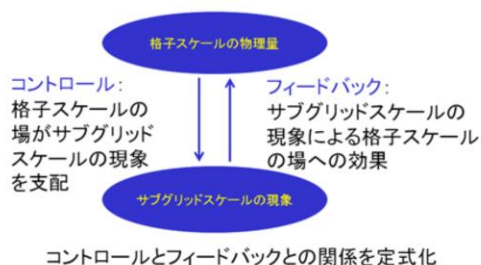 格子スケールの物理量
コントロール：
格子スケールの
場がサブグリッド
スケールの現象
を支配
フィードバック：
サブグリッドスケールの
現象による格子スケール
の場への効果
サブグリッドスケールの現象
コントロールとフィードバックとの関係を定式化